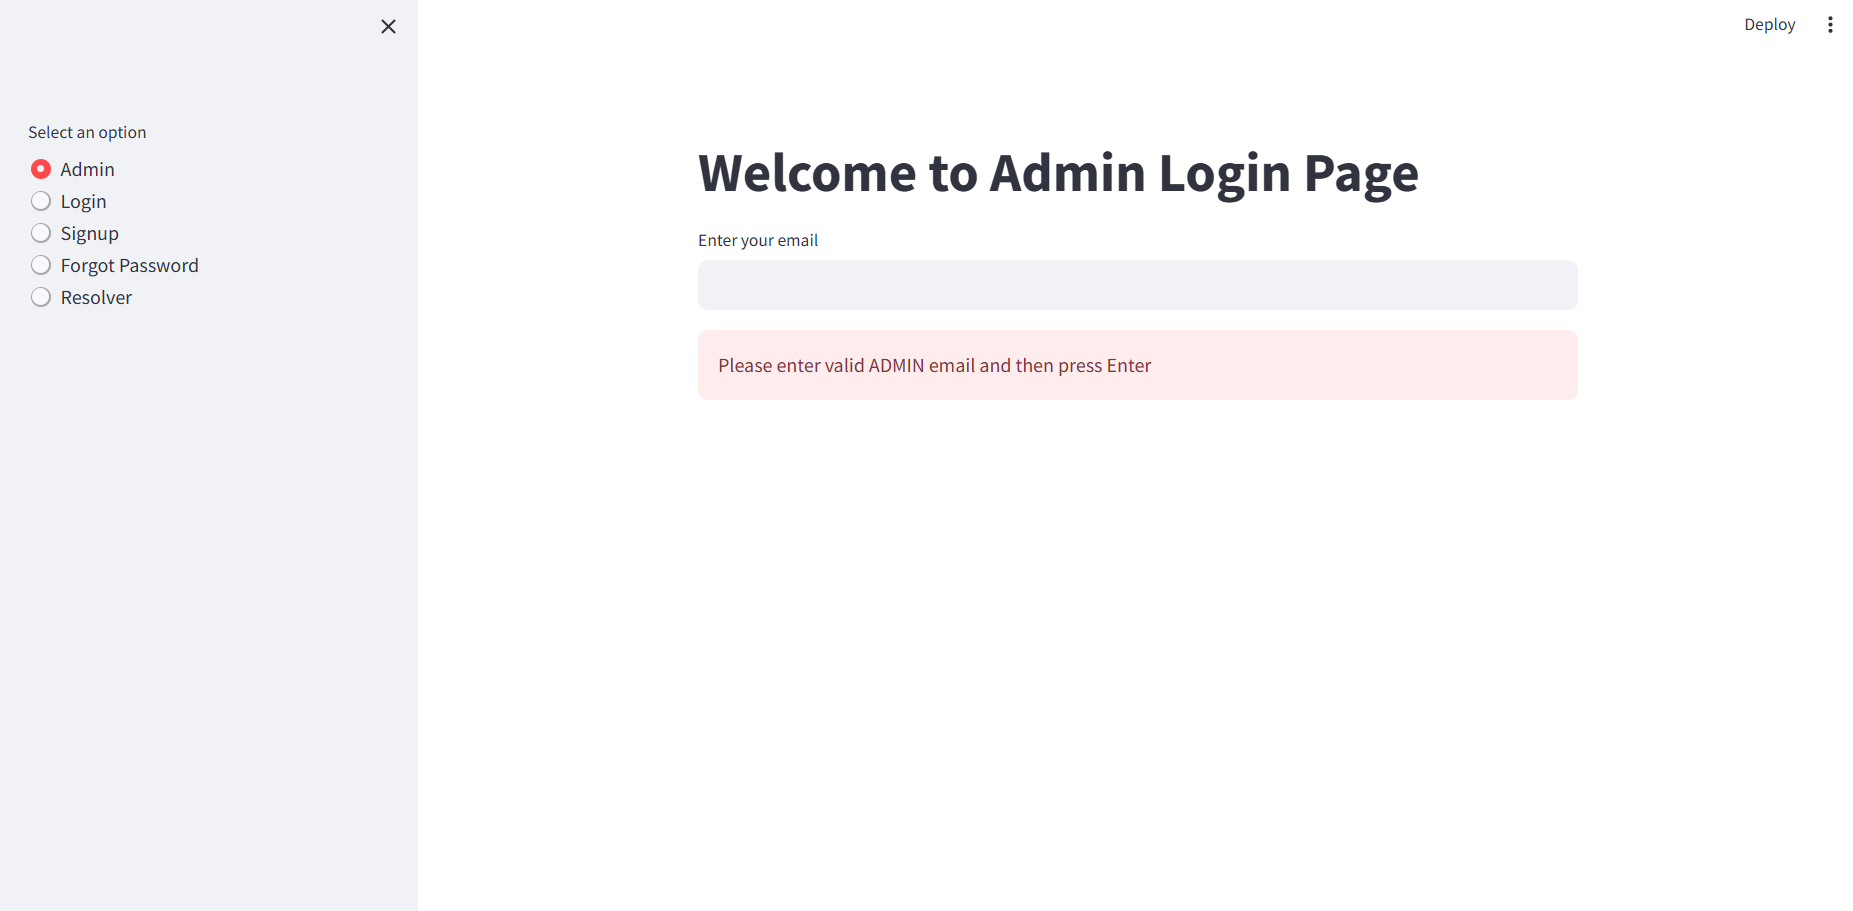 Deploy
Select an option
Admin
Login
Signup
Forgot Password
Resolver
Welcome to Admin Login Page
Enter your email
Please enter valid ADMIN email and then press Enter